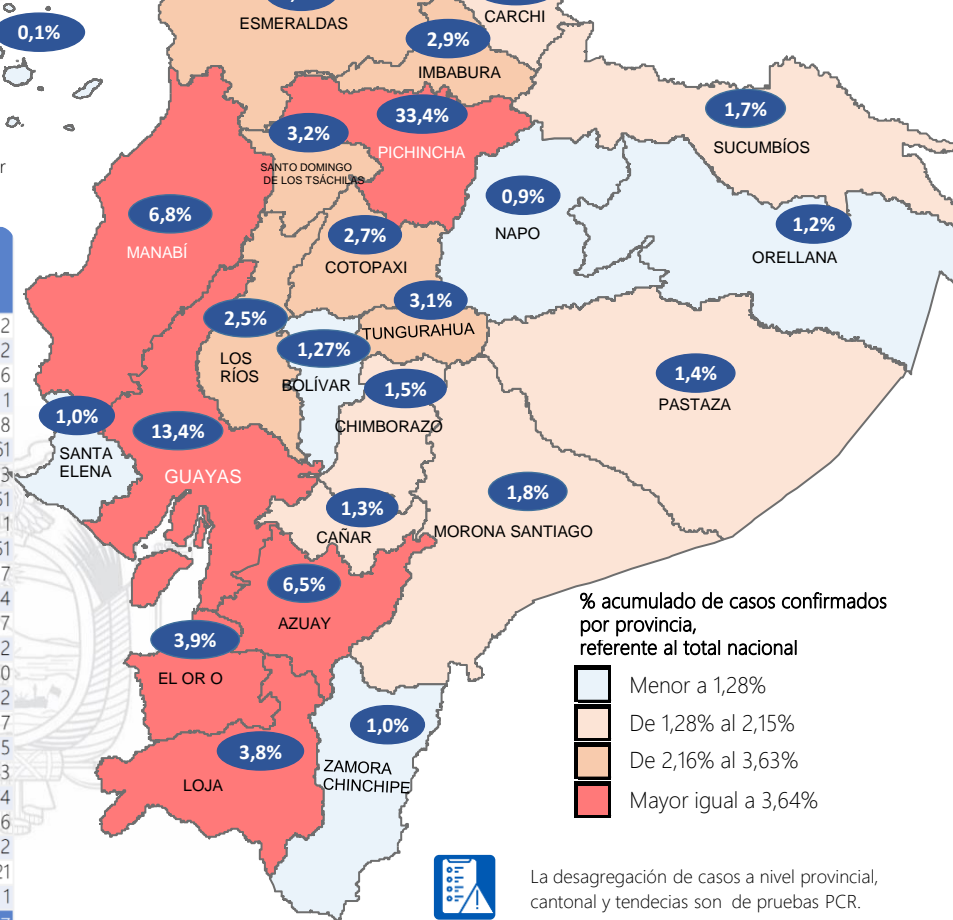 ESMERALDAS
CARCHI
0,1%
2,9%
IMBABURA
1,7%
SUCUMBÍOS
33,4%
PICHINCHA
3,2%
SANTO DOMINGO
DE LOS TSÁCHILAS
r
0,9%
NAPO
6,8%
MANABÍ
1,2%
ORELLANA
2,7%
COTOPAXI
3,1%
TUNGURAHUA
2,5%
LOS
RÍOS
1,27%
BOLÍVAR
1,4%
PASTAZA
1,5%
CHIMBORAZO
1,0%
SANTA
ELENA
13,4%
GUAYAS
1,8%
MORONA SANTIAGO
1,3%
CAÑAR
6,5%
AZUAY
3,9%
EL OR O
3,8%
LOJA
1,0%
ZAMORA
CHINCHIPE
% acumulado de casos confirmados
por provincia,
referente al total nacional
Menor a 1,28%
De 1,28% al 2,15%
De 2,16% al 3,63%
Mayor igual a 3,64%
La desagregación de casos a nivel provincial,
cantonal y tendecias son de pruebas PCR.